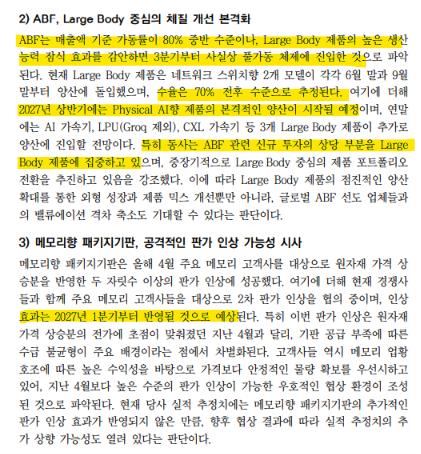 2) ABF, Large Body 중심의 체질 개선 본격화
ABF는 매출액 기준 가동률이 80% 중반 수준이나, Large Body 제품의 높은 생산
능력 잠식 효과를 감안하면 3분기부터 사실상 풀가동 체제에 진입한 것으로 파악
된다. 현재 Large Body 제품은 네트워크 스위치향 2개 모델이 각각 6월 과 9월
말부터 양산에 돌입했으며, 수율은 70% 전후 수준으로 추정된다. 여기에 더해
2027년 상반기에는 Physical AI향 제품의 본격적인 양산이 시작될 예정이며, 연말
에는 AI 가속기, LPU(Groq 제외), CXL 가속기 등 3개 Large Body 제품이 추가로
양산에 진입할 전망이다. 특히 동사는 ABF 관련 신규 투자의 상당 부분을 Large
Body 제품에 집중하고 있으며, 중장기적으로 Large Body 중심의 제품 포트폴리오
전환을 추진하고 있음을 강조했다. 이에 따라 Large Body 제품의 점진적인 양산
확대를 통한 외형 성장과 제품 믹스 개선뿐만 아니라, 글로벌 ABF 선도 업체들과
의 밸류에이션 격차 축소도 기대할 수 있다는 판단이다.
3) 메모리향 패키지기판, 공격적인 판가 인상 가능성 시사
메모리향 패키지기판은 올해 4월 주요 메모리 고객사를 대상으로 원자재 가격 상
승분을 반영한 두 자릿수 이상의 판가 인상에 성공했다. 여기에 더해 현재 경쟁사
들과 함께 주요 메모리 고객사들을 대상으로 2차 판가 인상을 협의 중이며, 인상
효과는 2027년 1분기부터 반영될 것으로 예상된다. 특히 이번 판가 인상은 원자재
가격 상승분의 전가에 초점이 맞춰졌던 지난 4월과 달리, 기판 공급 부족에 따른
수급 불균형이 주요 배경이라는 점에서 차별화된다. 고객사들 역시 메모리 업황
호조에 따른 높은 수익성을 바탕으로 가격보다 안정적인 물량 확보를 우선시하고
있어, 지난 4월보다 높은 수준의 판가 인상이 가능한 우호적인 협상 환경이 조성
된 것으로 파악된다. 현재 당사 실적 추정치에는 메모리향 패키지기판의 추가적인
판가 인상 효과가 반영되지 않은 만큼, 향후 협상 결과에 따라 실적 추정치의 추
가 상향 가능성도 열려 있다는 판단이다.